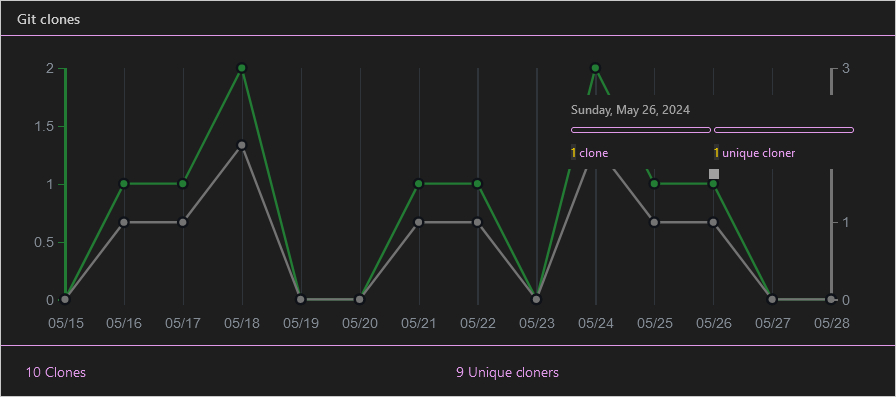 Git clones
2
3
1.5
Sunday, May 26, 2024
1 clone
1 unique cloner
1
1
0.5
0
0
05/15 05/16 05/17 05/18 05/19 05/20 05/21 05/22 05/23 05/24 05/25 05/26 05/27 05/28
10 Clones
9 Unique cloners